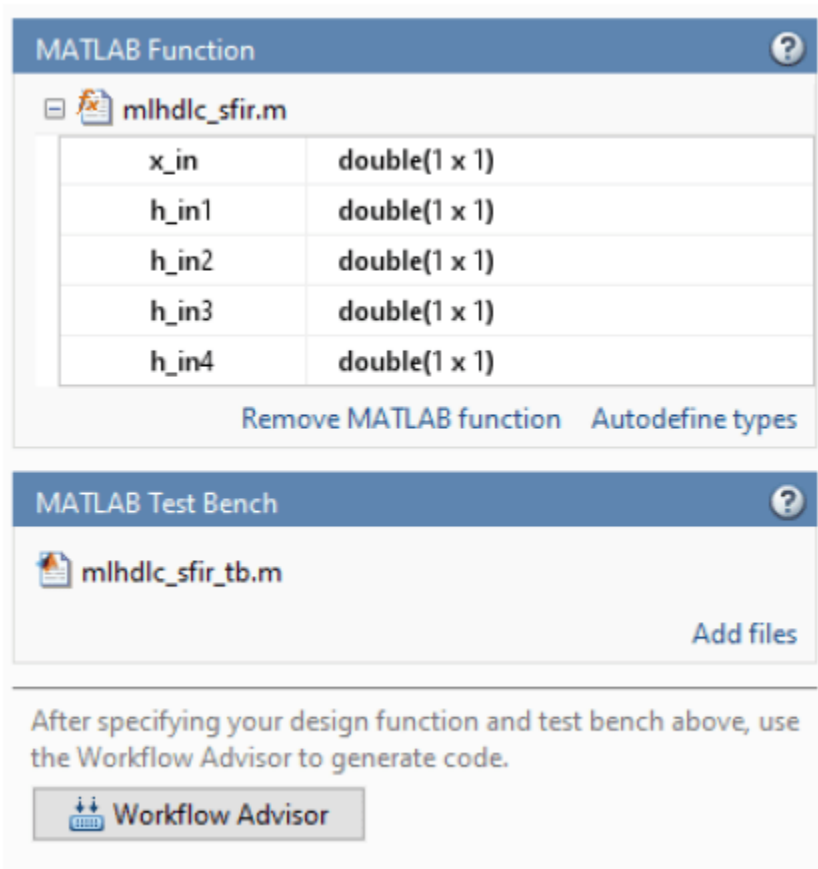 MATLAB Function
mlhdlc_sfir.m
x_in double(1 x 1)
h_in1 double(1 x 1)
h_in2 double(1 x 1)
h_in3 double(1 x 1)
h_in4 double(1 x 1)
Remove MATLAB function Autodefine types
MATLAB Test Bench
mlhdlc_sfir_tb.m
Add files
After specifying your design function and test bench above, use
the Workflow Advisor to generate code.
Workflow Advisor